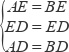 AE = BE
ED = ED
AD = BD